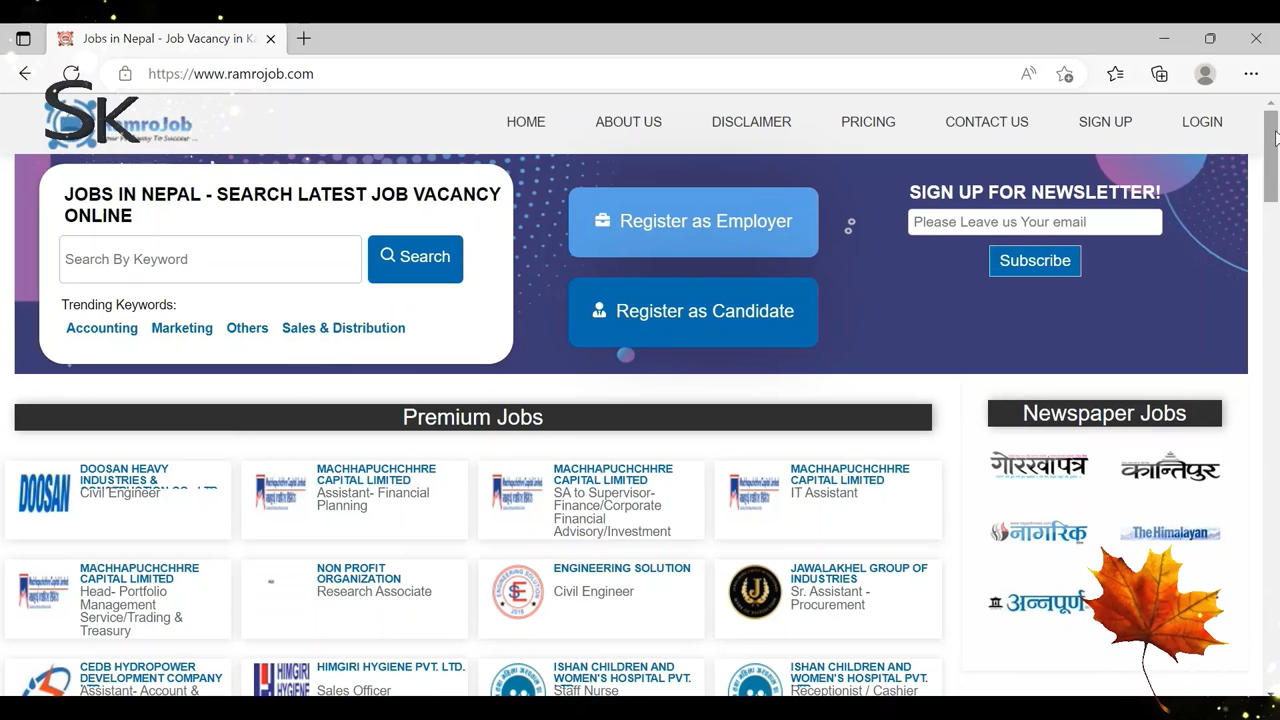 Jobs in Nepal - Job Vacancy in Ka
https://www.ramrojob.com
SK
RamroJob
HOME
ABOUT US
DISCLAIMER
PRICING
CONTACT US
SIGN UP
LOGIN
JOBS IN NEPAL - SEARCH LATEST JOB VACANCY
ONLINE
Search By Keyword
Search
Trending Keywords:
Accounting Marketing Others Sales & Distribution
Register as Employer
Register as Candidate
SIGN UP FOR NEWSLETTER!
Please Leave us Your email
Subscribe
Premium Jobs
DOOSAN
DOOSAN HEAVY
INDUSTRIES &
Civil Engineer
MACHHAPUCHCHHRE
CAPITAL LIMITED
Assistant- Financial
Planning
MACHHAPUCHCHHRE
CAPITAL LIMITED
SA to Supervisor-
Finance/Corporate
Financial
Advisory/Investment
MACHHAPUCHCHHRE
CAPITAL LIMITED
IT Assistant
MACHHAPUCHCHHRE
CAPITAL LIMITED
Head- Portfolio
Management
Service/Trading &
Treasury
NON PROFIT
ORGANIZATION
Research Associate
ENGINEERING SOLUTION
Civil Engineer
JAWALAKHEL GROUP OF
INDUSTRIES
Sr. Assistant -
Procurement
CEDB HYDROPOWER
DEVELOPMENT COMPANY
Assistant- Account &
HIMGIRI
HYGIENE
HIMGIRI HYGIENE PVT. LTD.
Sales Officer
ISHAN CHILDREN AND
WOMEN'S HOSPITAL PVT.
Staff Nurse
ISHAN CHILDREN AND
WOMEN'S HOSPITAL PVT.
Receptionist / Cashier
Newspaper Jobs
गोरखापत्र
कान्तिपुर
नागरिक
The Himalayan
अन्नपूर्ण